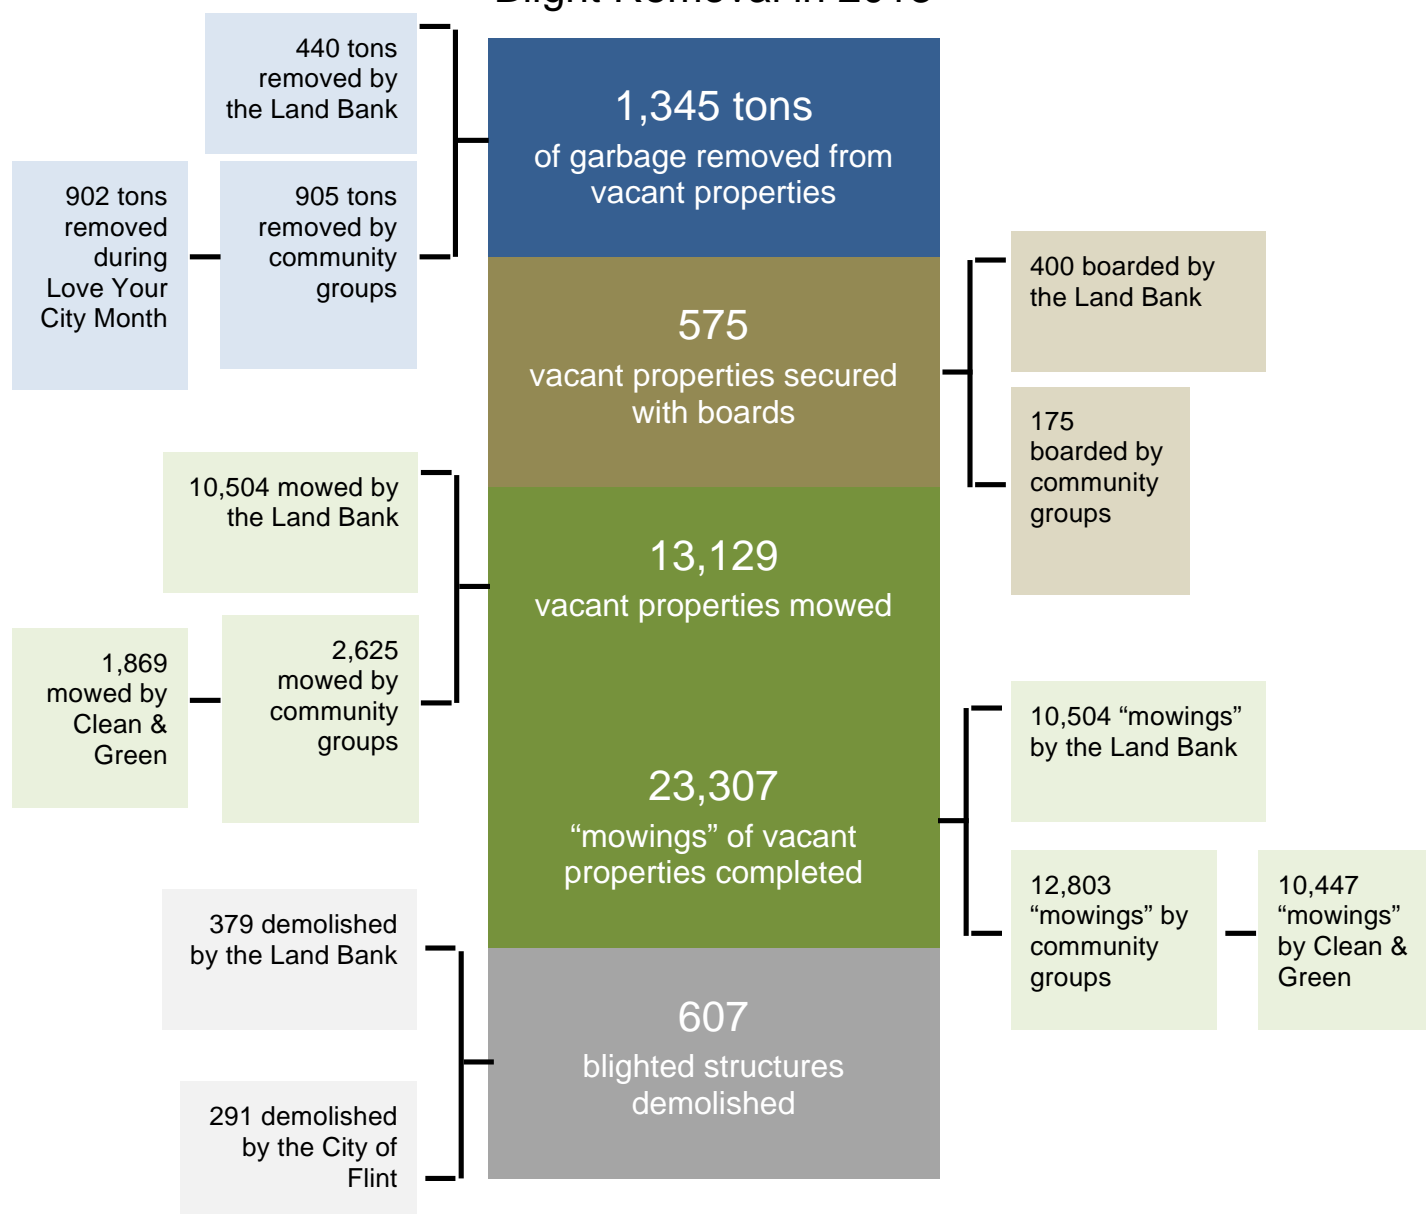 Blight Removal in
440 tons
removed by
the Land Bank
1,345 tons
of garbage removed from
vacant properties
902 tons
removed
during
Love Your
City Month
905 tons
removed by
community
groups
575
vacant properties secured
with boards
400 boarded by
the Land Bank
175
boarded by
community
groups
10,504 mowed by
the Land Bank
13,129
vacant properties mowed
1,869
mowed by
Clean &
Green
2,625
mowed by
community
groups
23,307
“mowings” of vacant
properties completed
10,504 “mowings”
by the Land Bank
12,803
“mowings” by
community
groups
10,447
“mowings”
by Clean &
Green
379 demolished
by the Land Bank
607
blighted structures
demolished
291 demolished
by the City of
Flint